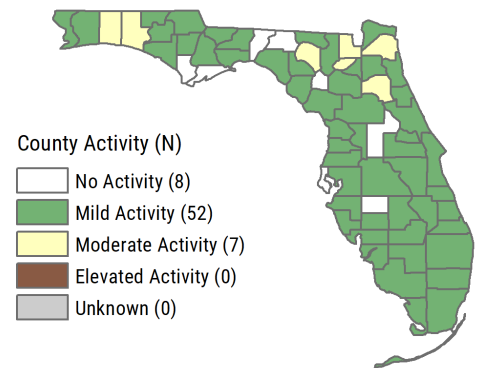 County Activity (N)
No Activity (8)
Mild Activity (52)
Moderate Activity (7)
Elevated Activity (0)
Unknown (0)